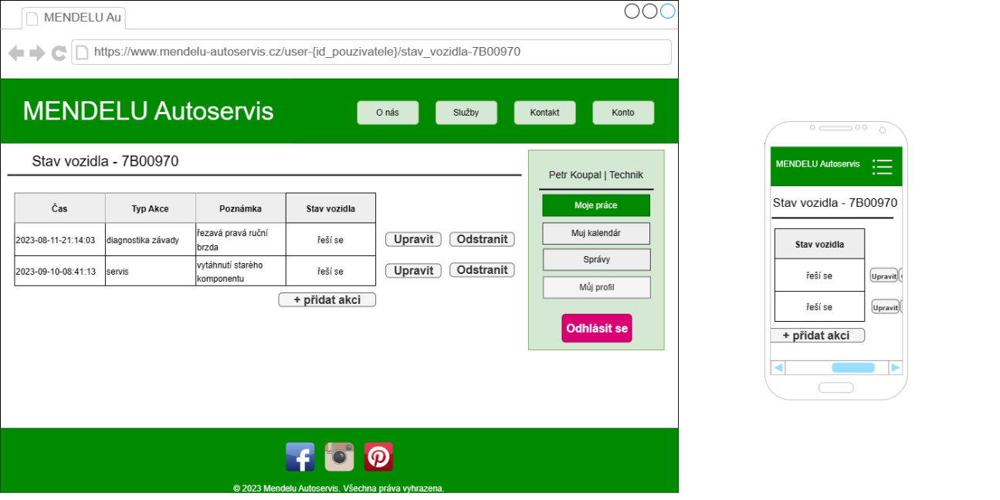 MENDELU Au
https://www.mendelu-autoservis.cz/user-{id_pouzivatele}/stav_vozidla-7B00970
MENDELU Autoservis
O nás
Služby
Kontakt
Konto
Stav vozidla - 7B00970
Čas
Typ Akce
Poznámka
Stav vozidla
2023-08-11-21:14:03
diagnostika závady
řezavá pravá ruční
brzda
řeší se
Upravit
Odstranit
2023-09-10-08:41:13
servis
vytáhnutí starého
komponentu
řeší se
Upravit
Odstranit
+ přidat akci
Petr Koupal | Technik
Moje práce
Muj kalendár
Správy
Můj profil
Odhlásit se
© 2023 Mendelu Autoservis. Všechna práva vyhrazena.
MENDELU Autoservis
Stav vozidla - 7B00970
Stav vozidla
řeší se
Upravit
řeší se
Upravit
+ přidat akci